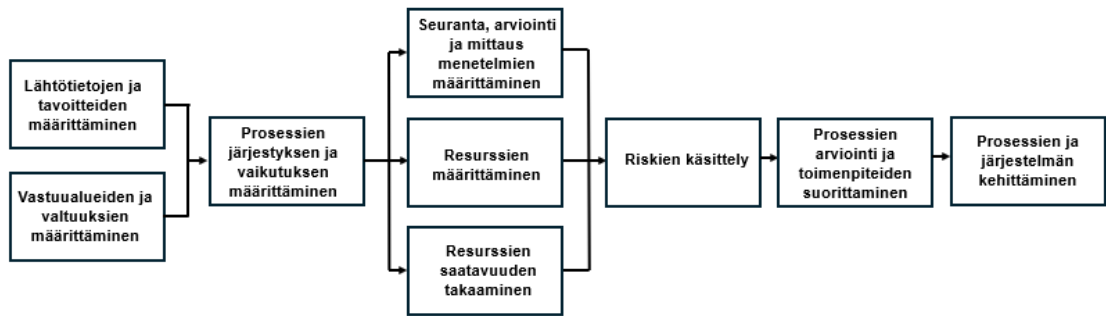 Lähtötietojen ja
tavoitteiden
määrittäminen
Vastuualueiden ja
valtuuksien
määrittäminen
Prosessien
järjestyksen ja
vaikutuksen
määrittäminen
Seuranta, arviointi
ja mittaus
menetelmien
määrittäminen
Resurssien
määrittäminen
Resurssien
saatavuuden
takaaminen
Riskien käsittely
Prosessien
arviointi ja
toimenpiteiden
suorittaminen
Prosessien ja
järjestelmän
kehittäminen